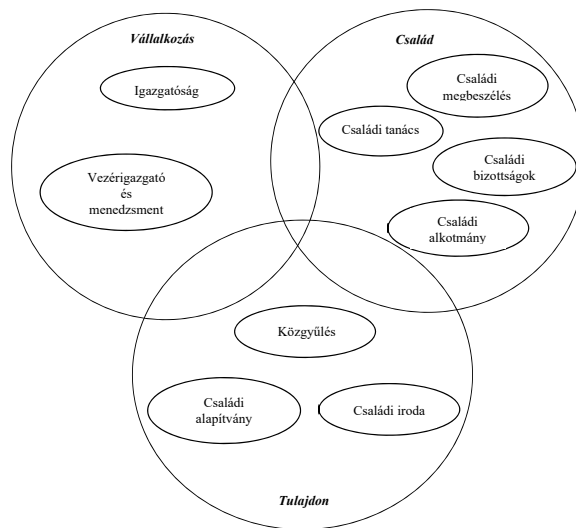 Vállalkozás
Igazgatóság
Vezérigazgató
és
menedzsment
Család
Családi
megbeszélés
Családi tanács
Családi
bizottságok
Családi
alkotmány
Közgyűlés
Családi
alapítvány
Családi iroda
Tulajdon